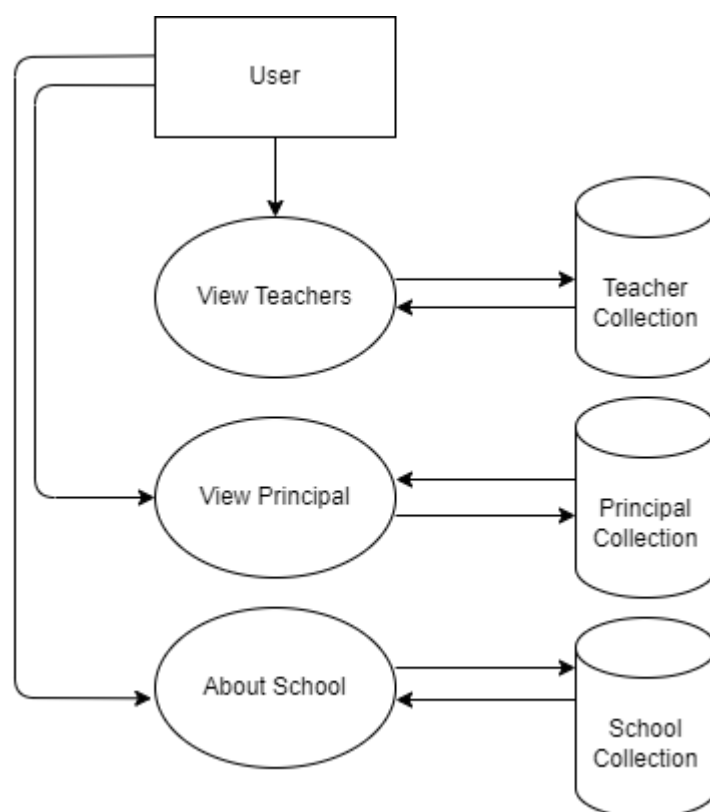 User
View Teachers
Teacher
Collection
View Principal
Principal
Collection
About School
School
Collection